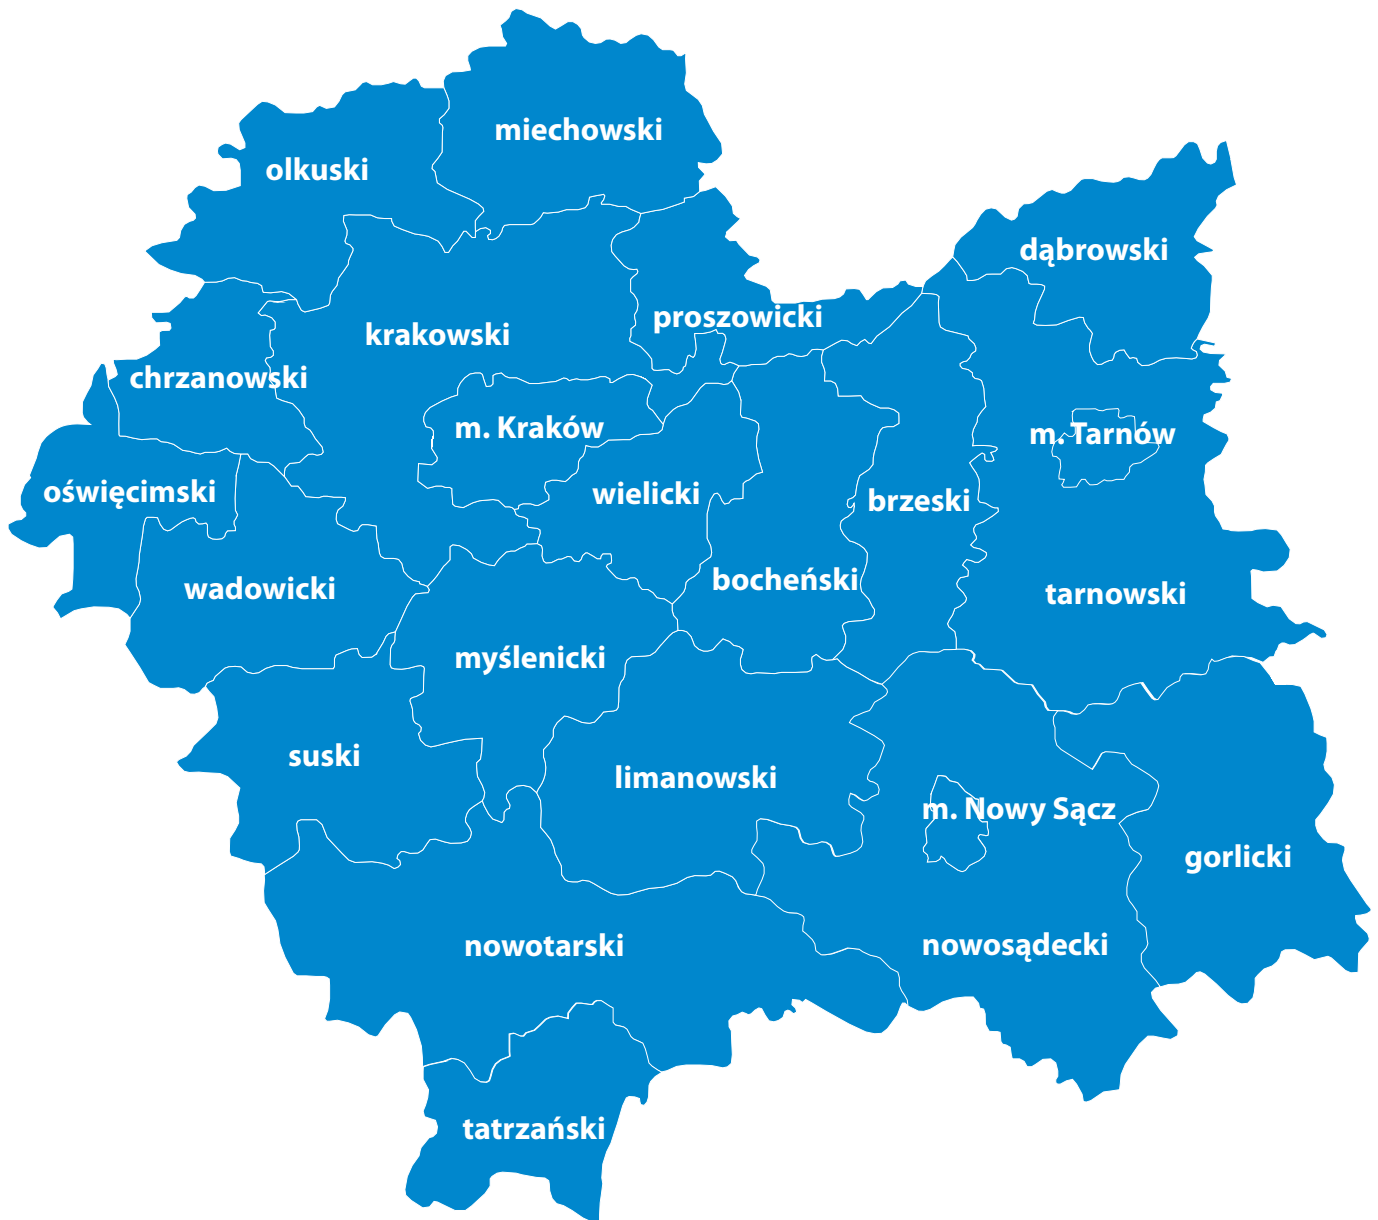 miechowski
olkuski
dąbrowski
proszowicki
krakowski
chrzanowski
m. Kraków
m. Tarnów
oświęcimski
wielicki
brzeski
bocheński
wadowicki
tarnowski
myślenicki
suski
limanowski
m. Nowy Sącz
gorlicki
nowotarski
nowosądecki
tatrzański